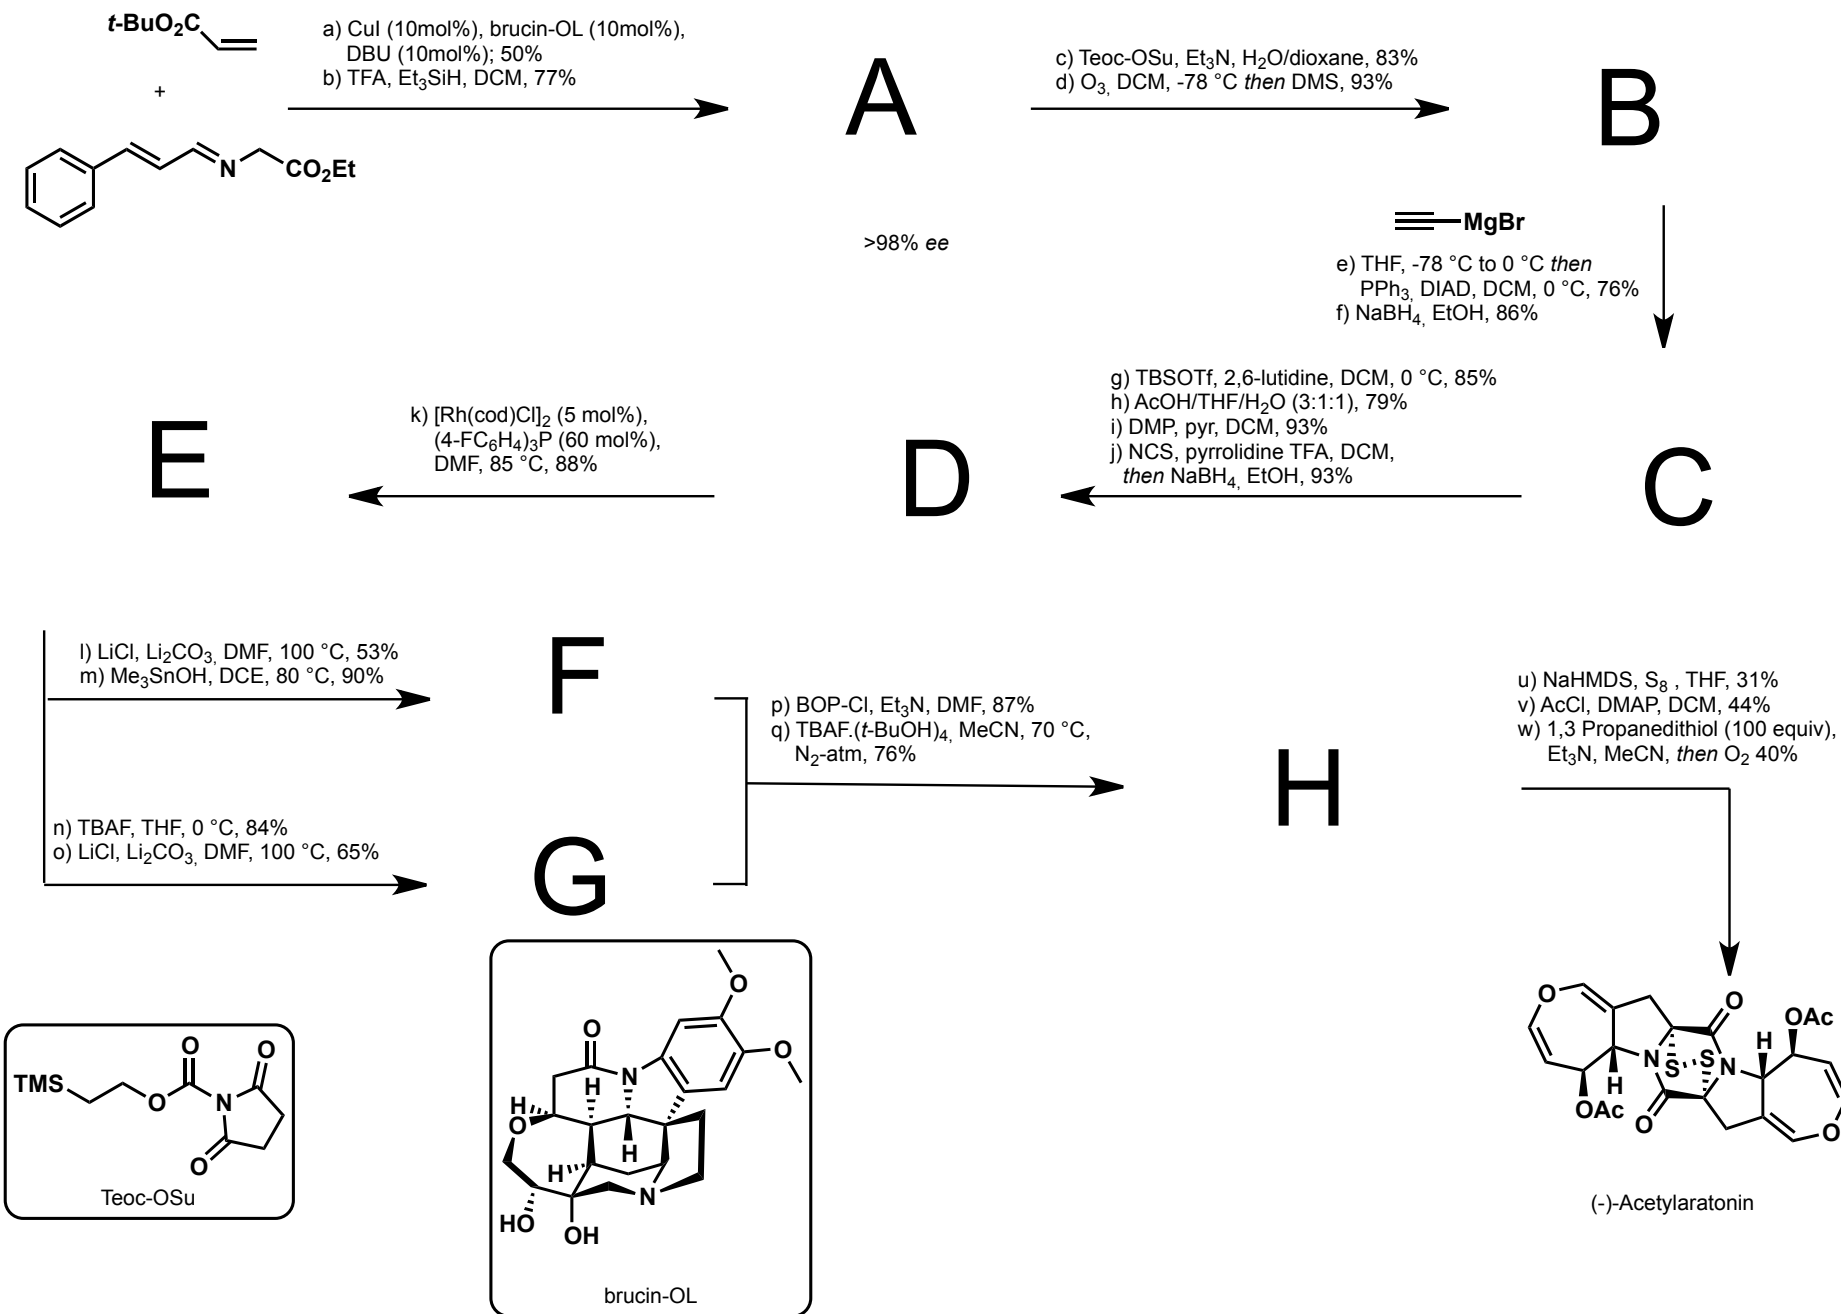 t-BuO₂C
+
N
CO₂Et
a) CuI (10mol%), brucin-OL (10mol%),
DBU (10mol%); 50%
b) TFA, Et₃SiH, DCM, 77%
A
>98% ee
c) Teoc-OSu, Et₃N, H₂O/dioxane, 83%
d) O₃, DCM, -78 °C then DMS, 93%
B
MgBr
e) THF, -78 °C to 0 °C then
PPh₃, DIAD, DCM, 0 °C, 76%
f) NaBH₄, EtOH, 86%
C
g) TBSOTf, 2,6-lutidine, DCM, 0 °C, 85%
h) AcOH/THF/H₂O (3:1:1), 79%
i) DMP, pyr, DCM, 93%
j) NCS, pyrrolidine TFA, DCM,
then NaBH₄, EtOH, 93%
D
k) [Rh(cod)Cl]₂ (5 mol%),
(4-FC₆H₄)₃P (60 mol%),
DMF, 85 °C, 88%
E
l) LiCl, Li₂CO₃, DMF, 100 °C, 53%
m) Me₃SnOH, DCE, 80 °C, 90%
F
n) TBAF, THF, 0 °C, 84%
o) LiCl, Li₂CO₃, DMF, 100 °C, 65%
G
p) BOP-Cl, Et₃N, DMF, 87%
q) TBAF.(t-BuOH)₄, MeCN, 70 °C,
N₂-atm, 76%
H
u) NaHMDS, S₈ , THF, 31%
v) AcCl, DMAP, DCM, 44%
w) 1,3 Propanedithiol (100 equiv),
Et₃N, MeCN, then O₂ 40%
TMS
O
O
N
O
O
Teoc-OSu
O
O
O
N
H
H
O
H
H
N
HO
OH
brucin-OL
O
O
OAc
H
N
S
S
N
H
OAc
O
O
(-)-Acetylaratonin